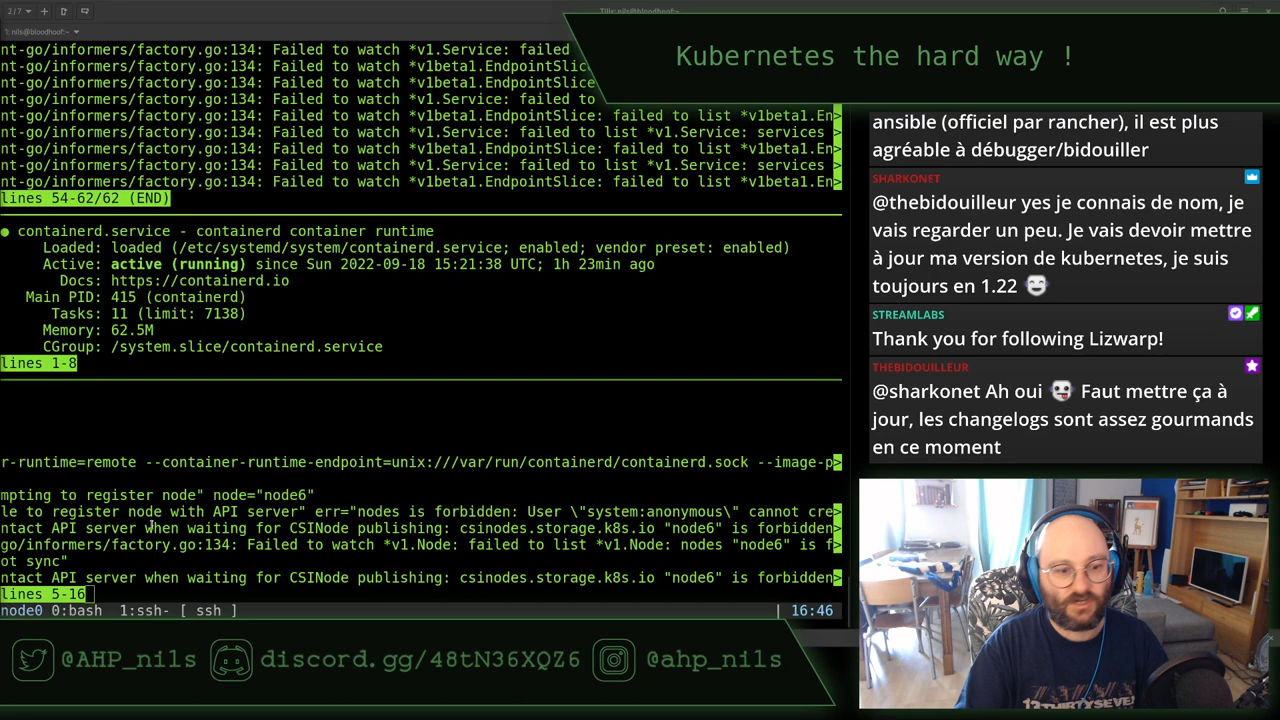 2/7
Tilix: nils@bloodhoof:~
1: nils@bloodhoof:~
nt-go/informers/factory.go:134: Failed to watch *v1.Service: failed
nt-go/informers/factory.go:134: Failed to watch *v1beta1.EndpointSlice
nt-go/informers/factory.go:134: Failed to watch *v1beta1.EndpointSlice
nt-go/informers/factory.go:134: Failed to watch *v1.Service: failed to
nt-go/informers/factory.go:134: Failed to watch *v1beta1.EndpointSlice: failed to list *v1beta1.En>
nt-go/informers/factory.go:134: Failed to watch *v1.Service: failed to list *v1.Service: services >
nt-go/informers/factory.go:134: Failed to watch *v1beta1.EndpointSlice: failed to list *v1beta1.En>
nt-go/informers/factory.go:134: Failed to watch *v1.Service: failed to list *v1.Service: services >
nt-go/informers/factory.go:134: Failed to watch *v1beta1.EndpointSlice: failed to list *v1beta1.En>
lines 54-62/62 (END)
● containerd.service - containerd container runtime
Loaded: loaded (/etc/systemd/system/containerd.service; enabled; vendor preset: enabled)
Active: active (running) since Sun 2022-09-18 15:21:38 UTC; 1h 23min ago
Docs: https://containerd.io
Main PID: 415 (containerd)
Tasks: 11 (limit: 7138)
Memory: 62.5M
CGroup: /system.slice/containerd.service
lines 1-8
r-runtime=remote --container-runtime-endpoint=unix:///var/run/containerd/containerd.sock --image-p>
mpting to register node" node="node6"
le to register node with API server" err="nodes is forbidden: User \"system:anonymous\" cannot cre>
ntact API server when waiting for CSINode publishing: csinodes.storage.k8s.io "node6" is forbidden>
go/informers/factory.go:134: Failed to watch *v1.Node: failed to list *v1.Node: nodes "node6" is f>
ot sync"
ntact API server when waiting for CSINode publishing: csinodes.storage.k8s.io "node6" is forbidden>
lines 5-16
node0 0:bash  1:ssh- [ ssh ]
| 16:46
Kubernetes the hard way !
ansible (officiel par rancher), il est plus
agréable à débugger/bidouiller
SHARKONET
@thebidouilleur yes je connais de nom, je
vais regarder un peu. Je vais devoir mettre
à jour ma version de kubernetes, je suis
toujours en 1.22
STREAMLABS
Thank you for following Lizwarp!
THEBIDOUILLEUR
@sharkonet Ah oui Faut mettre ça à
jour, les changelogs sont assez gourmands
en ce moment
@AHP_nils
discord.gg/48tN36XQZ6
@ahp_nils